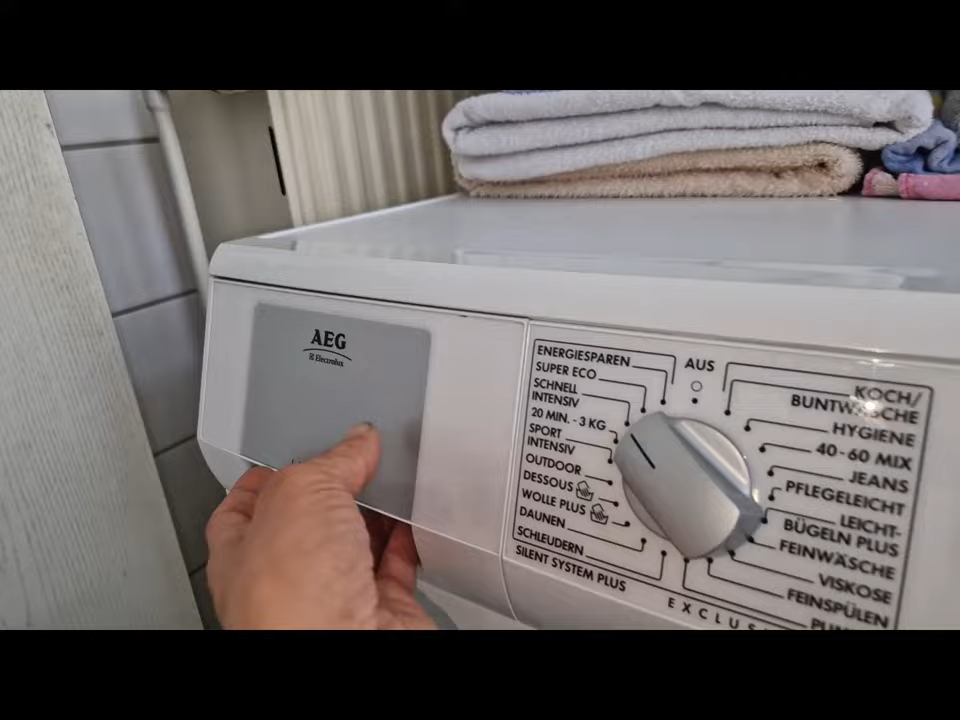 AEG
Electrolux
ENERGIESPAREN
SUPER ECO
SCHNELL
INTENSIV
20 MIN. - 3 KG
SPORT
INTENSIV
OUTDOOR
DESSOUS
WOLLE PLUS
DAUNEN
SCHLEUDERN
SILENT SYSTEM PLUS
AUS
KOCH/
BUNTWÄSCHE
HYGIENE
40-60 MIX
JEANS
PFLEGELEICHT
LEICHT-
BÜGELN PLUS
FEINWÄSCHE
VISKOSE
FEINSPÜLEN